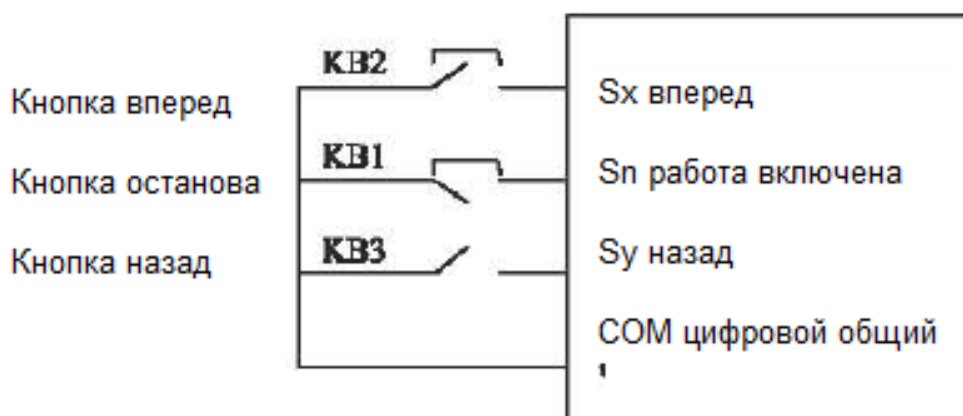 KB2
Кнопка вперед
Sx вперед
KB1
Кнопка останова
Sn работа включена
KB3
Кнопка назад
Sy назад
COM цифровой общий